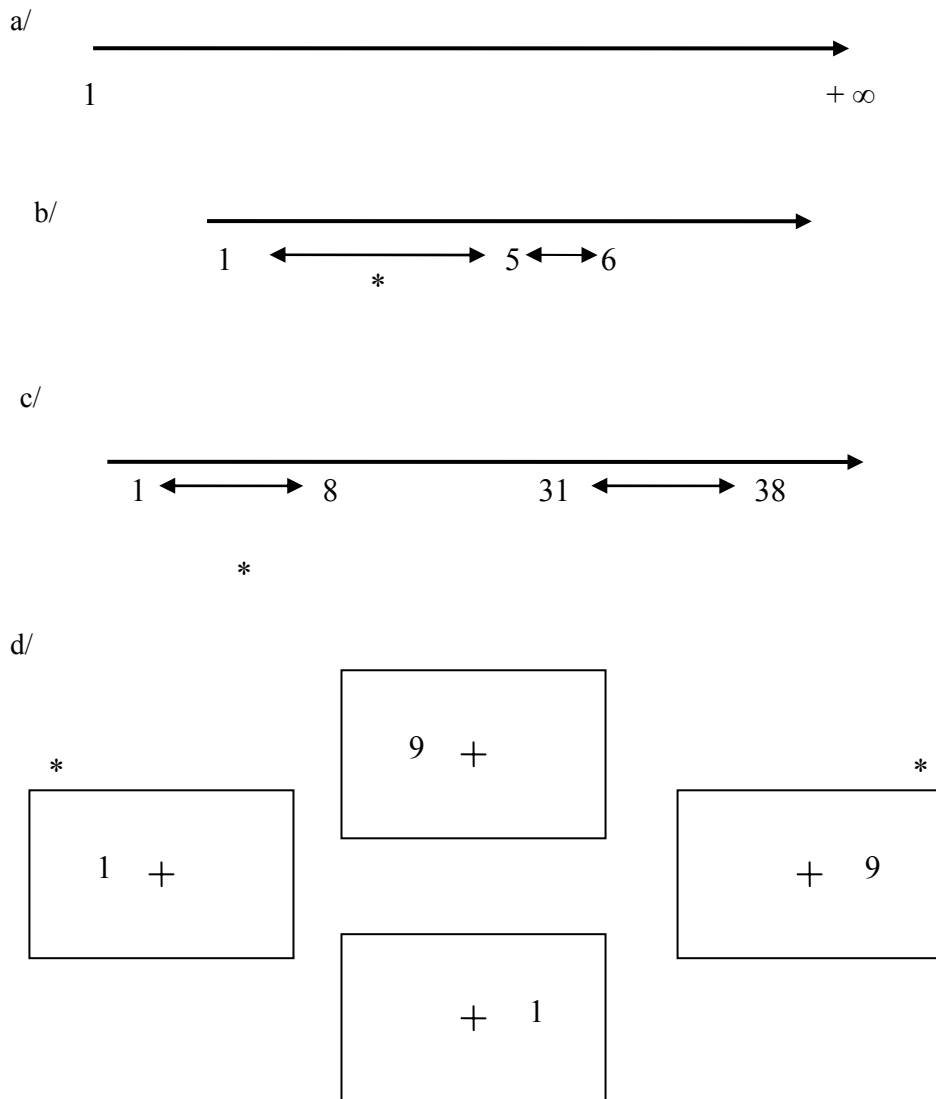 a/
1 + ∞
b/
1 5 6
*
c/
1 8 31 38
*
d/
9 +
* *
1 + + 9
+ 1